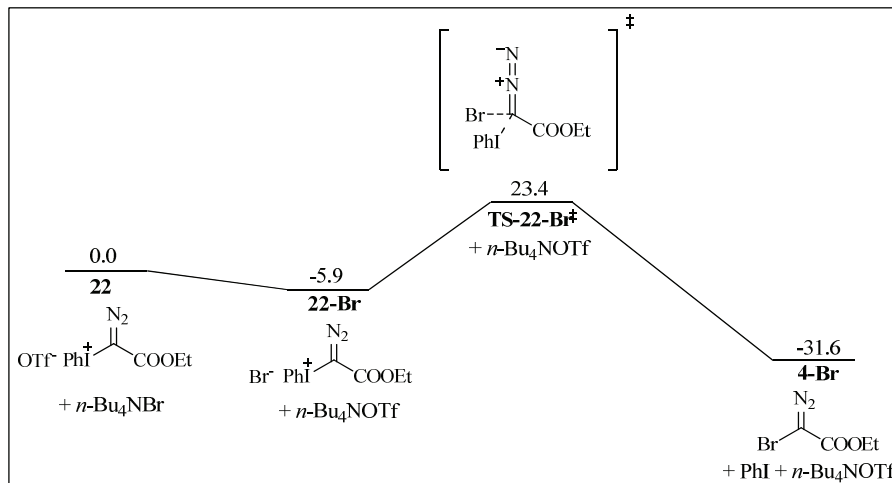 ‡
−N
+N
Br
COOEt
PhI
23.4
TS-22-Br‡
+ n-Bu4NOTf
0.0
22
N2
OTf- PhI+
COOEt
+ n-Bu4NBr
-5.9
22-Br
N2
Br- PhI+
COOEt
+ n-Bu4NOTf
-31.6
4-Br
N2
Br
COOEt
+ PhI + n-Bu4NOTf